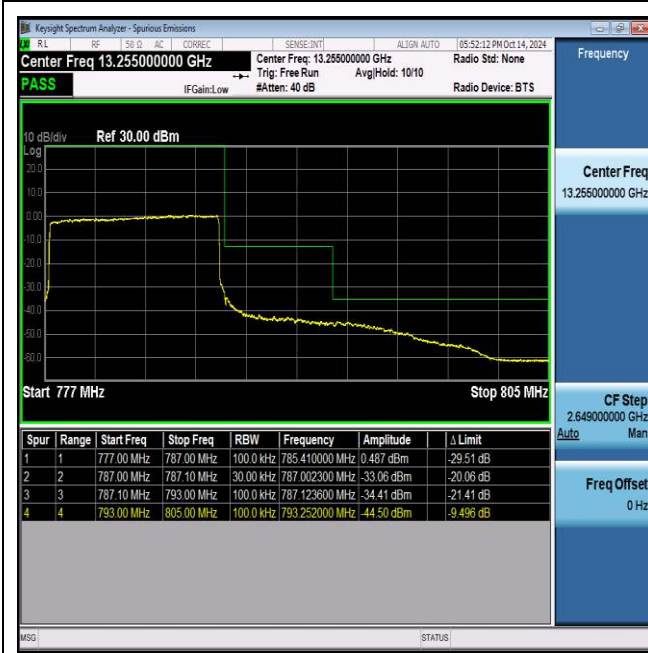 Keysight Spectrum Analyzer - Spurious Emissions
RL RF 50 Ω AC CORREC SENSE:INT ALIGN AUTO 05:52:12 PM Oct 14, 2024
Center Freq 13.255000000 GHz Center Freq: 13.255000000 GHz Radio Std: None
Trig: Free Run Avg|Hold: 10/10
PASS IFGain:Low #Atten: 40 dB Radio Device: BTS
10 dB/div Ref 30.00 dBm
Log
20.0
10.0
0.00
-10.0
-20.0
-30.0
-40.0
-50.0
-60.0
Start 777 MHz Stop 805 MHz
Spur Range Start Freq Stop Freq RBW Frequency Amplitude Δ Limit
1 1 777.00 MHz 787.00 MHz 100.0 kHz 785.410000 MHz 0.487 dBm -29.51 dB
2 2 787.00 MHz 787.10 MHz 30.00 kHz 787.002300 MHz -33.06 dBm -20.06 dB
3 3 787.10 MHz 793.00 MHz 100.0 kHz 787.123600 MHz -34.41 dBm -21.41 dB
4 4 793.00 MHz 805.00 MHz 100.0 kHz 793.252000 MHz -44.50 dBm -9.496 dB
MSG STATUS
Frequency
Center Freq
13.255000000 GHz
CF Step
2.649000000 GHz
Auto Man
Freq Offset
0 Hz